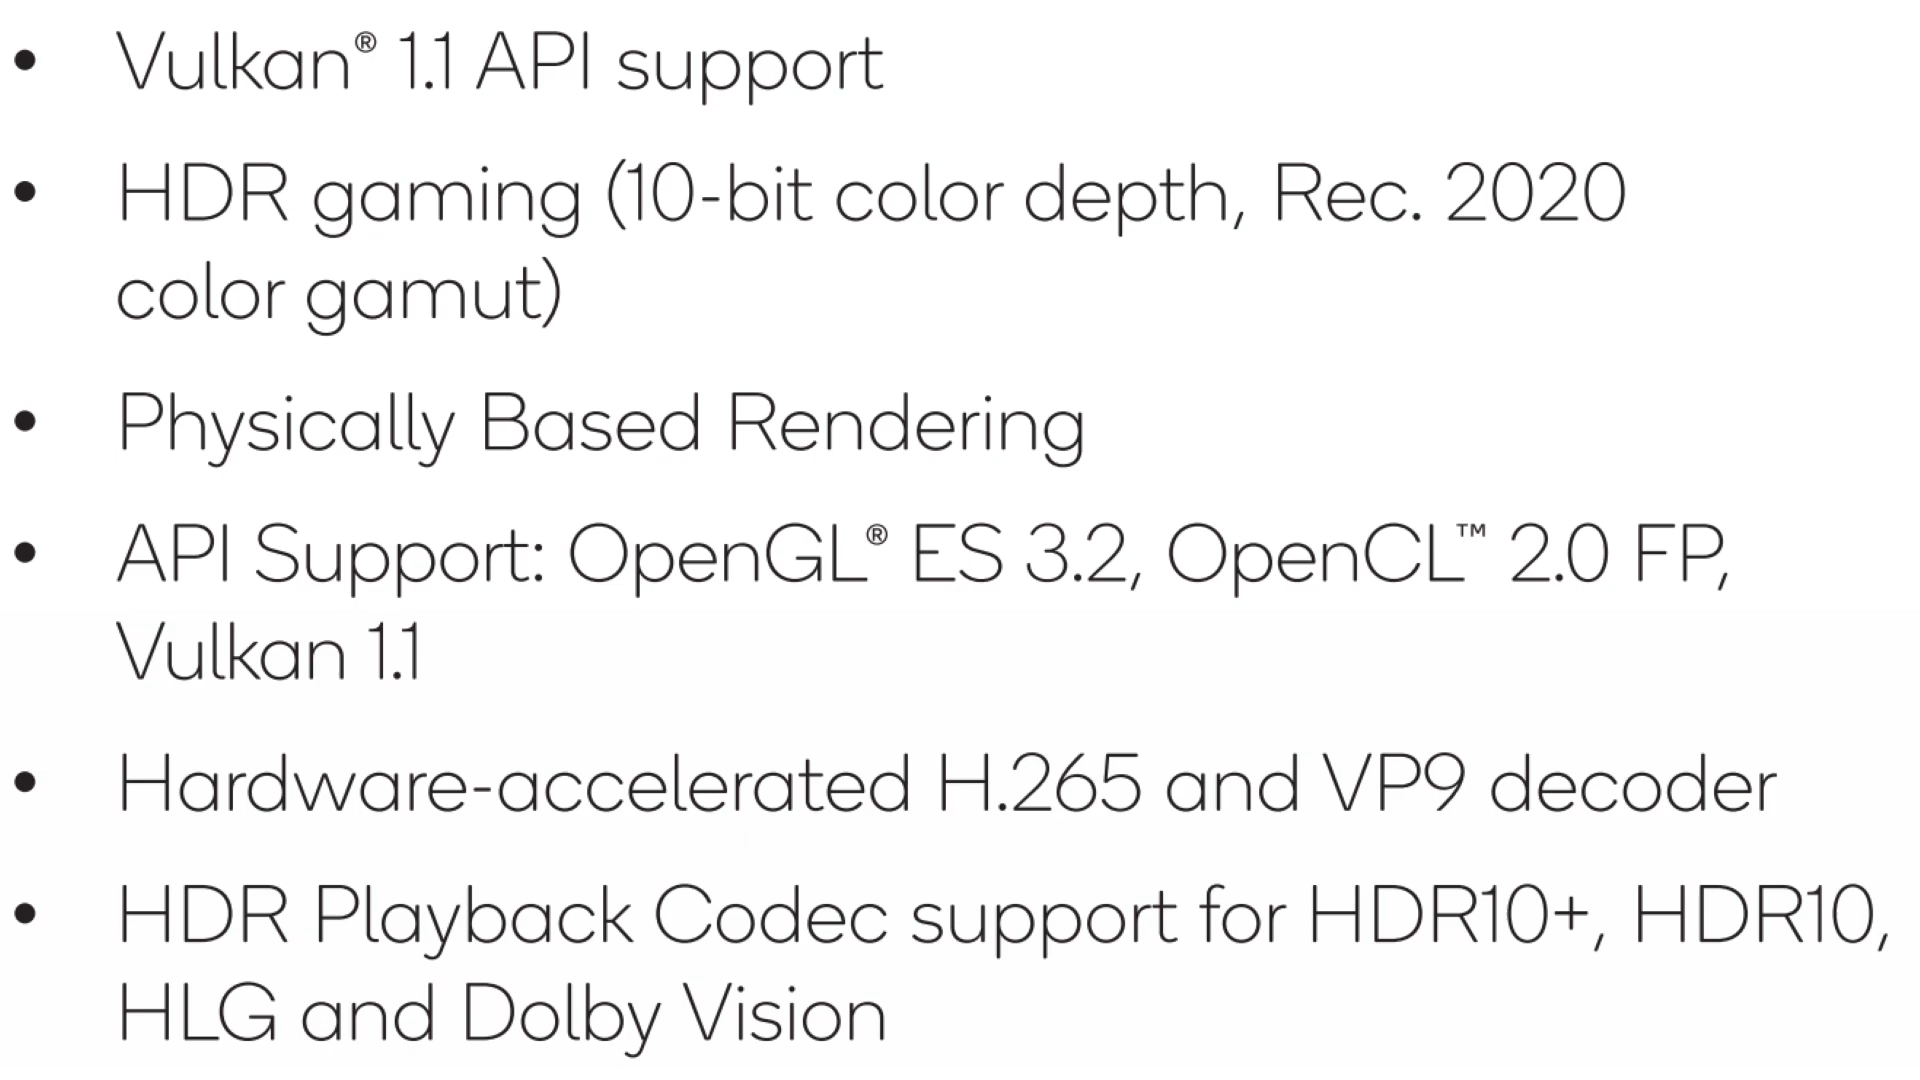 • Vulkan® 1.1 API support
• HDR gaming (10-bit color depth, Rec. 2020
color gamut)
• Physically Based Rendering
• API Support: OpenGL® ES 3.2, OpenCL™ 2.0 FP,
Vulkan 1.1
• Hardware-accelerated H.265 and VP9 decoder
• HDR Playback Codec support for HDR10+, HDR10,
HLG and Dolby Vision